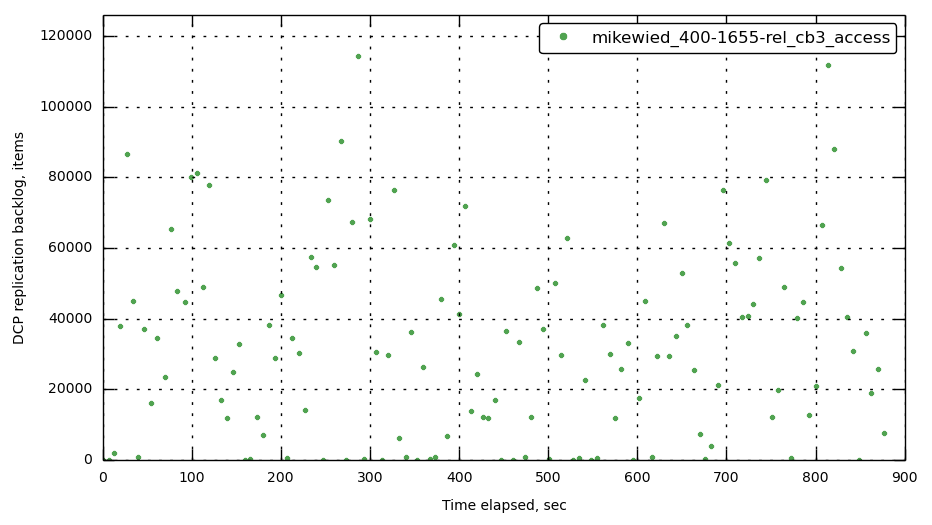 mikewied_400-1655-rel_cb3_access
120000
100000
80000
60000
40000
20000
0
DCP replication backlog, items
0 100 200 300 400 500 600 700 800 900
Time elapsed, sec